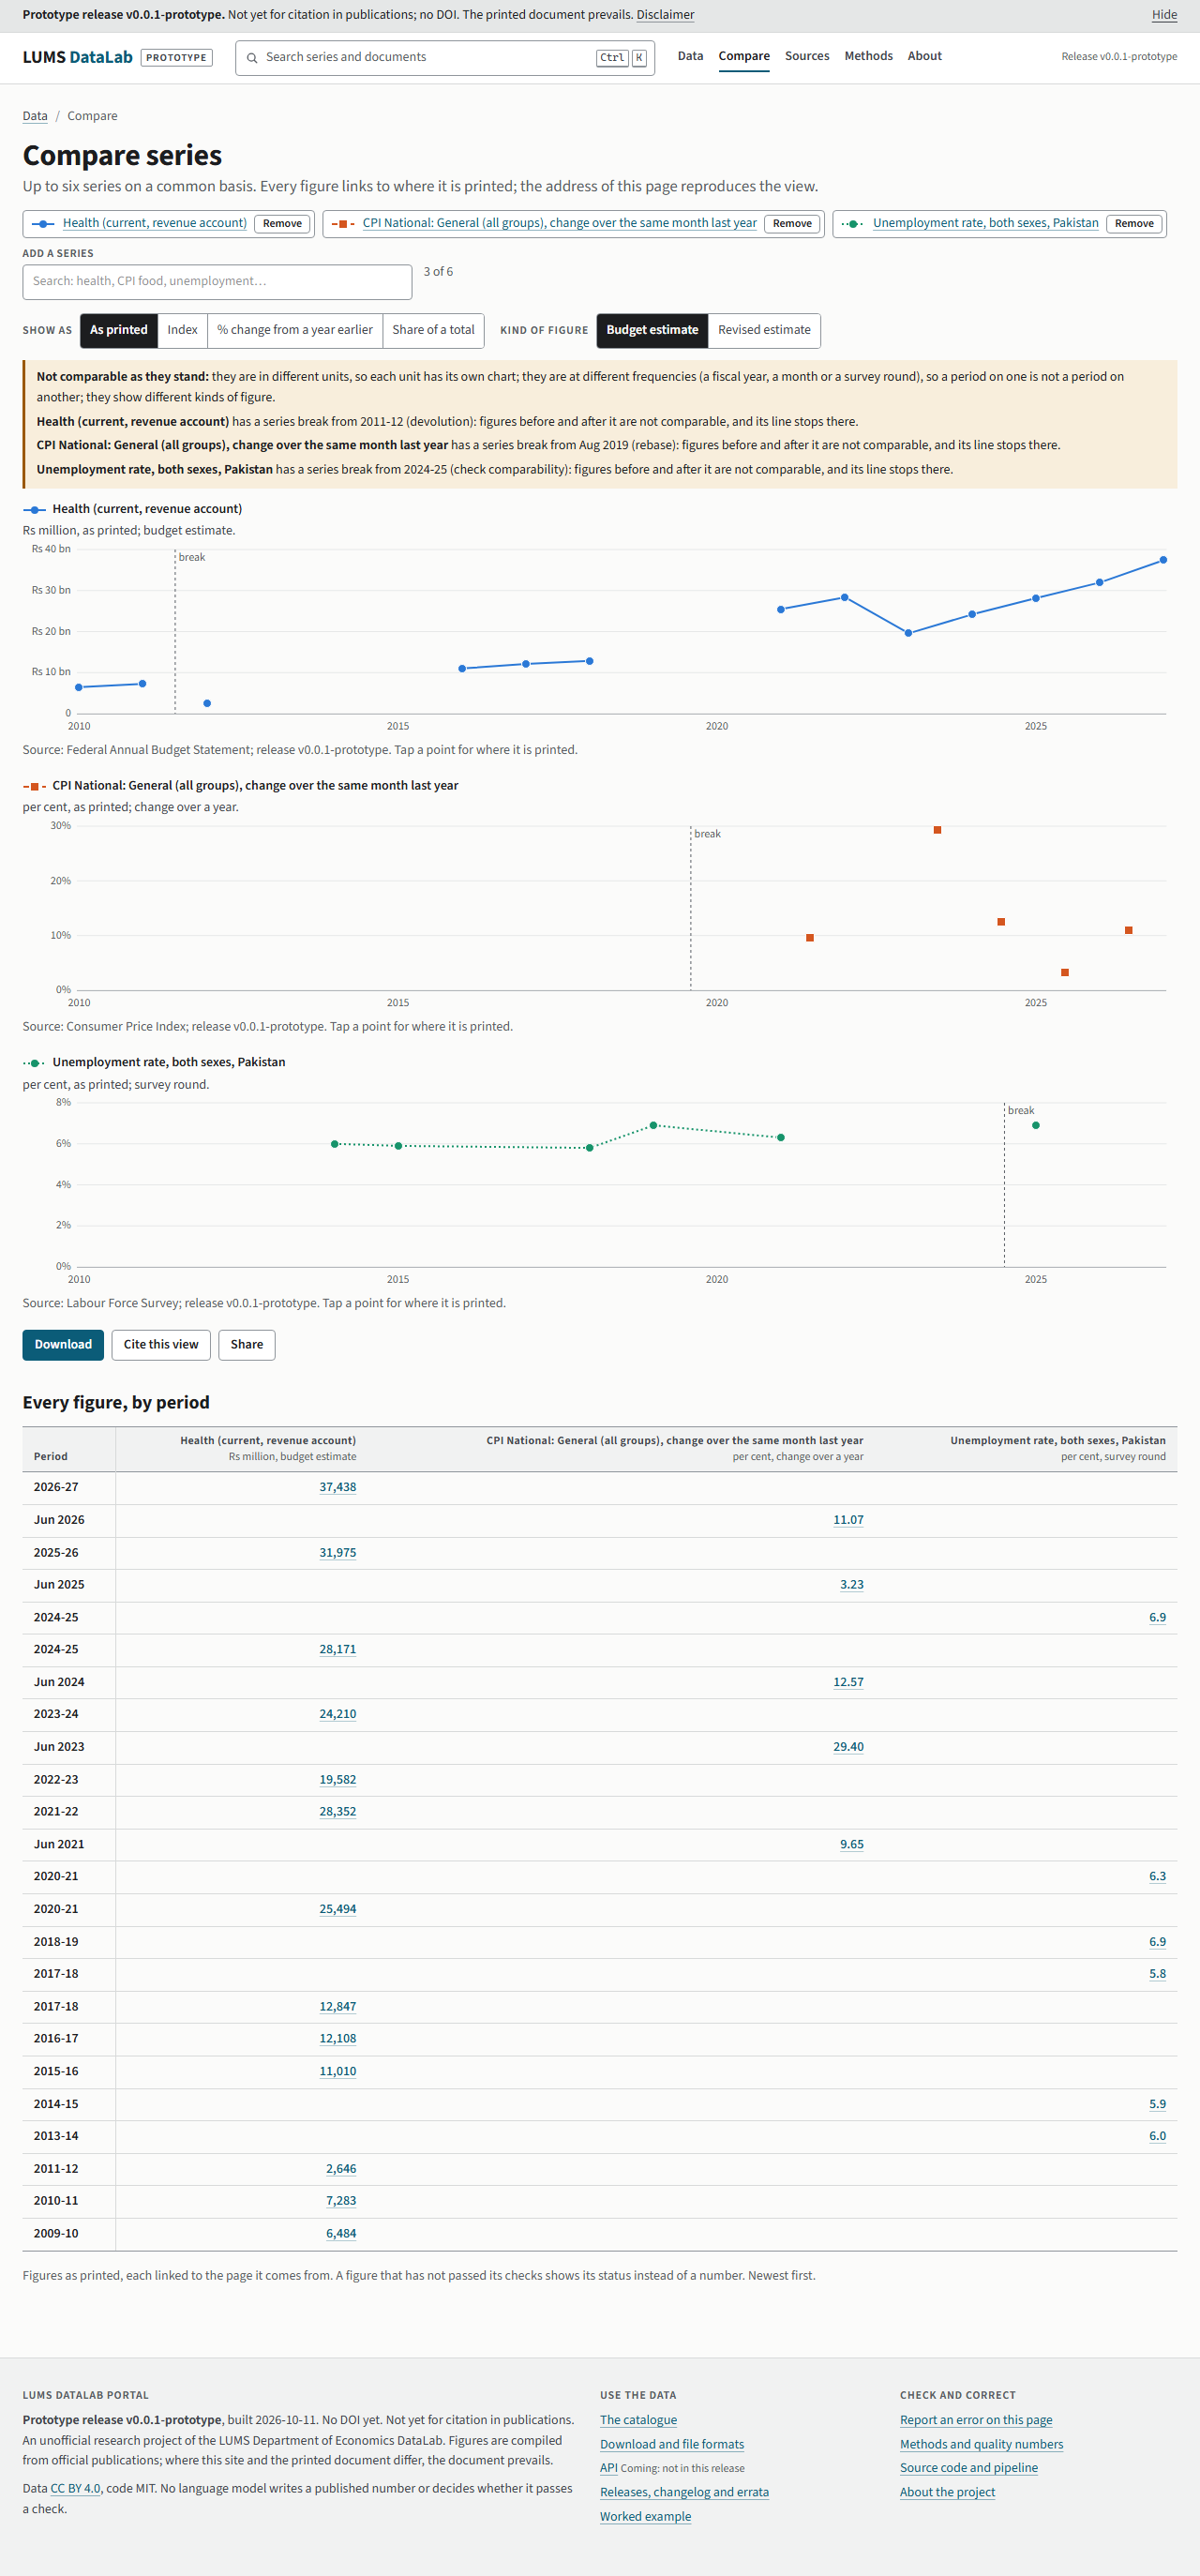 Prototype release v0.0.1-prototype. Not yet for citation in publications; no DOI. The printed document prevails. Disclaimer
Hide
LUMS DataLab PROTOTYPE
Search series and documents
Ctrl K
Data Compare Sources Methods About
Release v0.0.1-prototype
Data / Compare
Compare series
Up to six series on a common basis. Every figure links to where it is printed; the address of this page reproduces the view.
Health (current, revenue account) Remove
CPI National: General (all groups), change over the same month last year Remove
Unemployment rate, both sexes, Pakistan Remove
ADD A SERIES
Search: health, CPI food, unemployment…
3 of 6
SHOW AS As printed Index % change from a year earlier Share of a total
KIND OF FIGURE Budget estimate Revised estimate
Not comparable as they stand: they are in different units, so each unit has its own chart; they are at different frequencies (a fiscal year, a month or a survey round), so a period on one is not a period on
another; they show different kinds of figure.
Health (current, revenue account) has a series break from 2011-12 (devolution): figures before and after it are not comparable, and its line stops there.
CPI National: General (all groups), change over the same month last year has a series break from Aug 2019 (rebase): figures before and after it are not comparable, and its line stops there.
Unemployment rate, both sexes, Pakistan has a series break from 2024-25 (check comparability): figures before and after it are not comparable, and its line stops there.
Health (current, revenue account)
Rs million, as printed; budget estimate.
Rs 40 bn
break
Rs 30 bn
Rs 20 bn
Rs 10 bn
0
2010 2015 2020 2025
Source: Federal Annual Budget Statement; release v0.0.1-prototype. Tap a point for where it is printed.
CPI National: General (all groups), change over the same month last year
per cent, as printed; change over a year.
30%
break
20%
10%
0%
2010 2015 2020 2025
Source: Consumer Price Index; release v0.0.1-prototype. Tap a point for where it is printed.
Unemployment rate, both sexes, Pakistan
per cent, as printed; survey round.
8%
break
6%
4%
2%
0%
2010 2015 2020 2025
Source: Labour Force Survey; release v0.0.1-prototype. Tap a point for where it is printed.
Download Cite this view Share
Every figure, by period
Period
Health (current, revenue account)
Rs million, budget estimate
CPI National: General (all groups), change over the same month last year
per cent, change over a year
Unemployment rate, both sexes, Pakistan
per cent, survey round
2026-27 37,438
Jun 2026 11.07
2025-26 31,975
Jun 2025 3.23
2024-25 6.9
2024-25 28,171
Jun 2024 12.57
2023-24 24,210
Jun 2023 29.40
2022-23 19,582
2021-22 28,352
Jun 2021 9.65
2020-21 6.3
2020-21 25,494
2018-19 6.9
2017-18 5.8
2017-18 12,847
2016-17 12,108
2015-16 11,010
2014-15 5.9
2013-14 6.0
2011-12 2,646
2010-11 7,283
2009-10 6,484
Figures as printed, each linked to the page it comes from. A figure that has not passed its checks shows its status instead of a number. Newest first.
LUMS DATALAB PORTAL
Prototype release v0.0.1-prototype, built 2026-10-11. No DOI yet. Not yet for citation in publications.
An unofficial research project of the LUMS Department of Economics DataLab. Figures are compiled
from official publications; where this site and the printed document differ, the document prevails.
Data CC BY 4.0, code MIT. No language model writes a published number or decides whether it passes
a check.
USE THE DATA
The catalogue
Download and file formats
API Coming: not in this release
Releases, changelog and errata
Worked example
CHECK AND CORRECT
Report an error on this page
Methods and quality numbers
Source code and pipeline
About the project